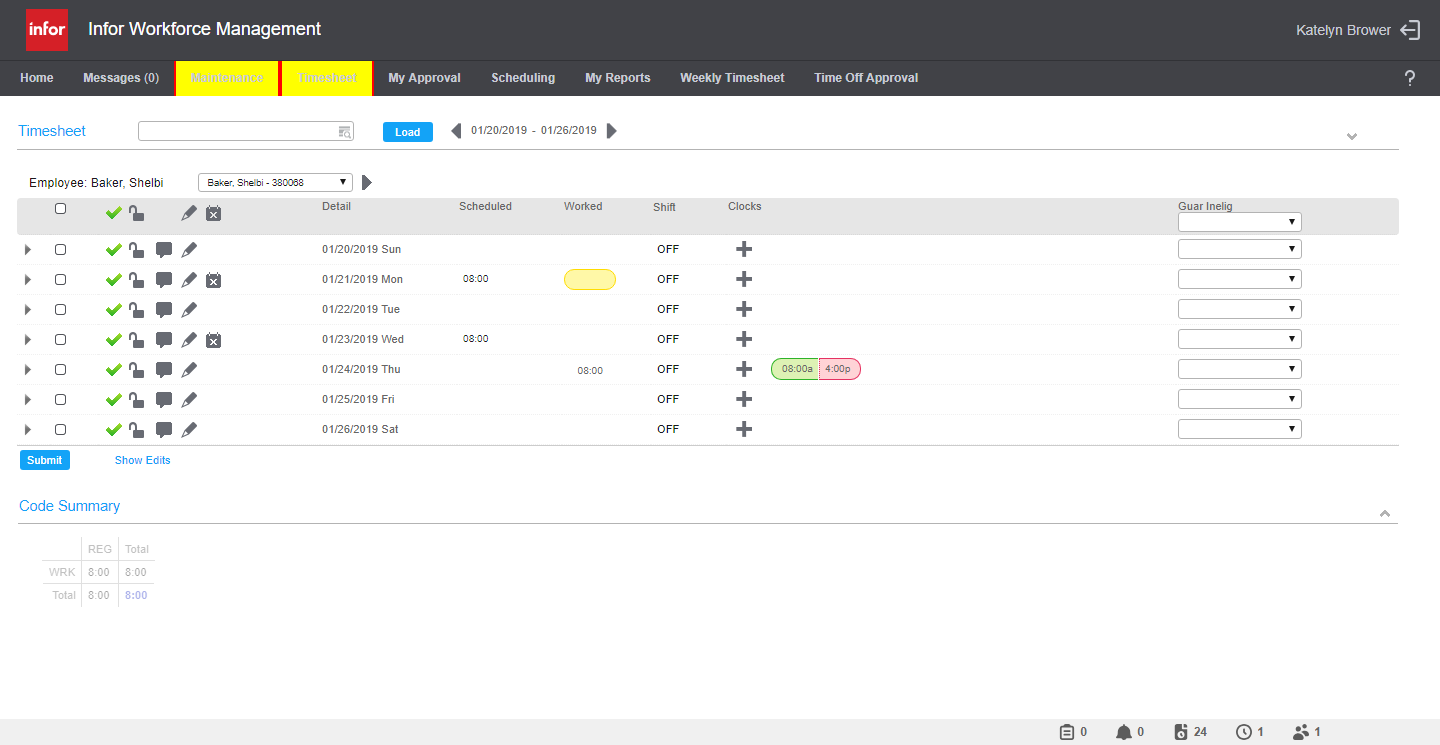 infor Infor Workforce Management Katelyn Brower
Home Messages (0) Maintenance Timesheet My Approval Scheduling My Reports Weekly Timesheet Time Off Approval ?
Timesheet Load 01/20/2019 - 01/26/2019
Employee: Baker, Shelbi Baker, Shelbi - 380068
Detail Scheduled Worked Shift Clocks Guar Inelig
01/20/2019 Sun OFF
01/21/2019 Mon 08:00 OFF
01/22/2019 Tue OFF
01/23/2019 Wed 08:00 OFF
01/24/2019 Thu 08:00 OFF 08:00a 4:00p
01/25/2019 Fri OFF
01/26/2019 Sat OFF
Submit Show Edits
Code Summary
REG Total
WRK 8:00 8:00
Total 8:00 8:00
0 0 24 1 1